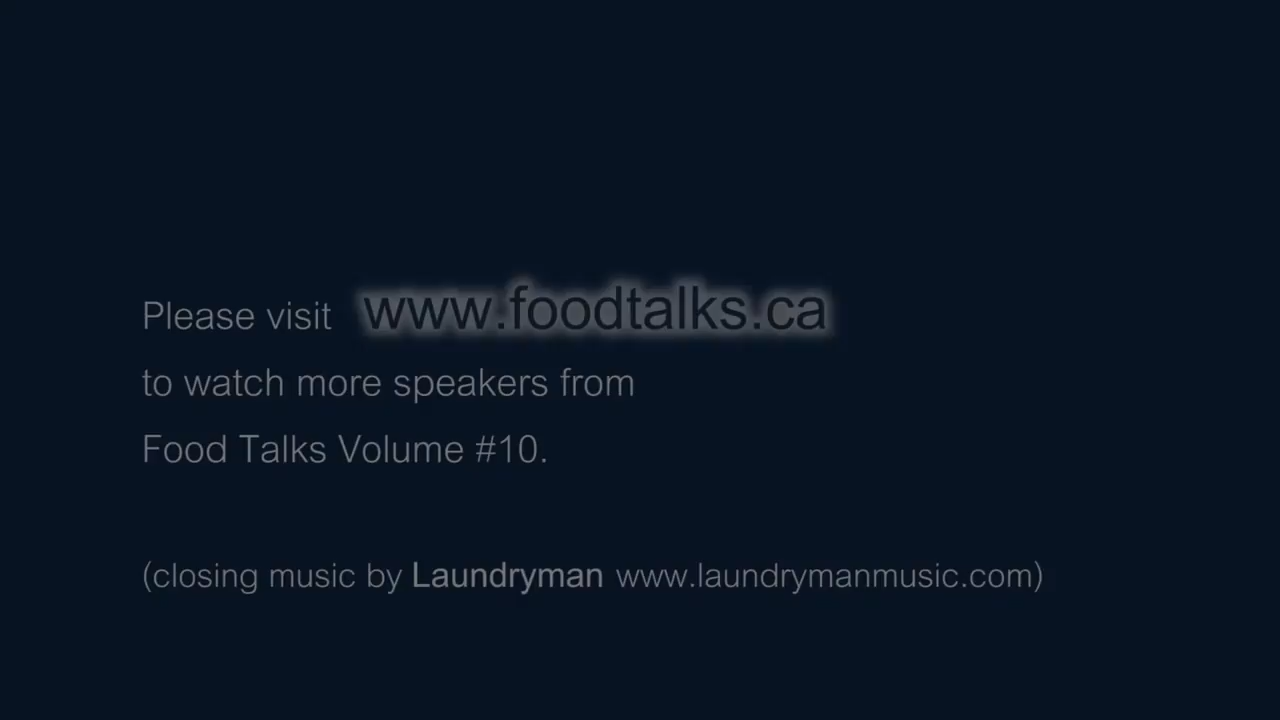 Please visit www.foodtalks.ca
to watch more speakers from
Food Talks Volume #10.
(closing music by Laundryman www.laundrymanmusic.com)